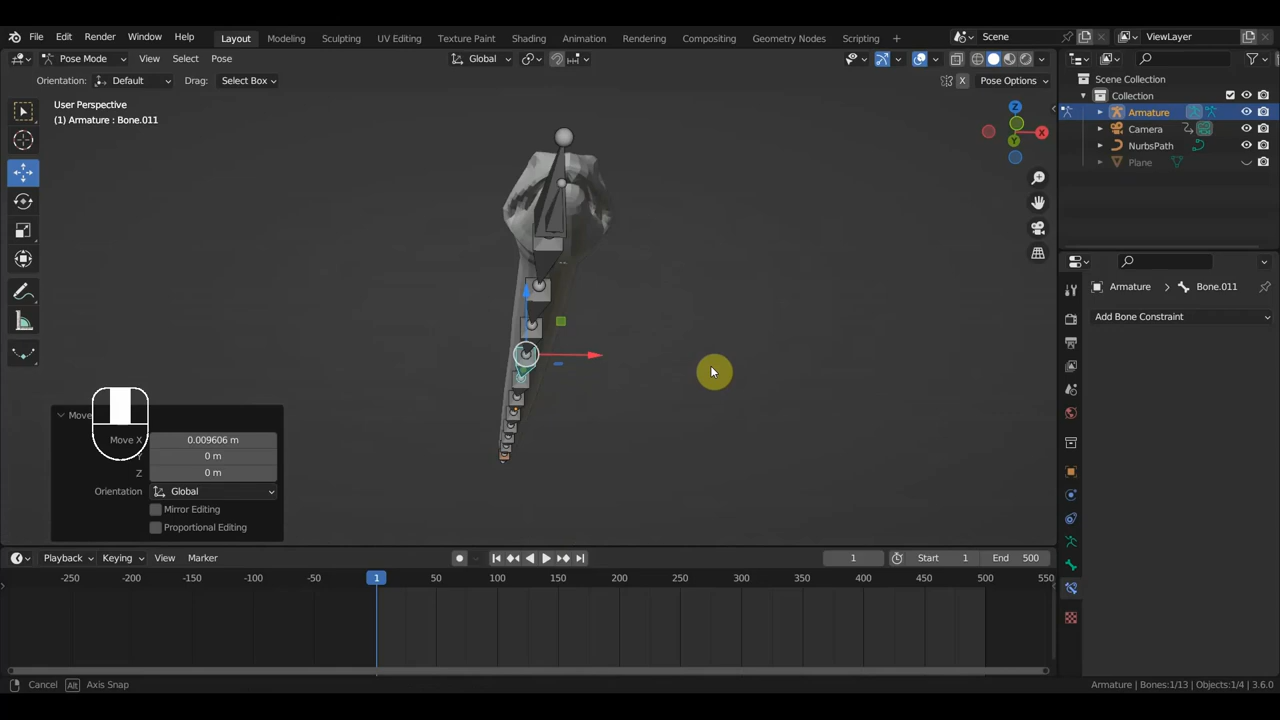 File Edit Render Window Help Layout Modeling Sculpting UV Editing Texture Paint Shading Animation Rendering Compositing Geometry Nodes Scripting + Scene ViewLayer
Pose Mode View Select Pose Global
Orientation: Default Drag: Select Box X Pose Options
User Perspective
(1) Armature : Bone.011
Scene Collection
Collection
Armature
Camera
NurbsPath
Plane
X
Y
Z
Armature > Bone.011
Add Bone Constraint
Move
Move X 0.009606 m
Y 0 m
Z 0 m
Orientation Global
Mirror Editing
Proportional Editing
Playback Keying View Marker 1 Start 1 End 500
-250 -200 -150 -100 -50 1 50 100 150 200 250 300 350 400 450 500 550
Cancel Alt Axis Snap Armature | Bones:1/13 | Objects:1/4 | 3.6.0